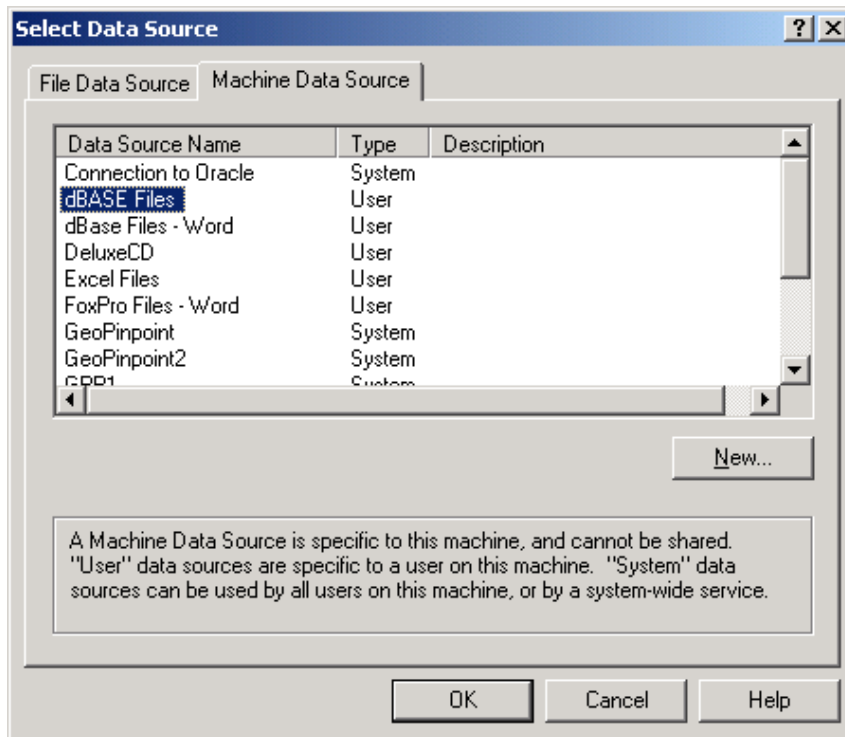 Select Data Source
File Data Source Machine Data Source
Data Source Name Type Description
Connection to Oracle System
dBASE Files User
dBase Files - Word User
DeluxeCD User
Excel Files User
FoxPro Files - Word User
GeoPinpoint System
GeoPinpoint2 System
New...
A Machine Data Source is specific to this machine, and cannot be shared.
"User" data sources are specific to a user on this machine. "System" data
sources can be used by all users on this machine, or by a system-wide service.
OK Cancel Help